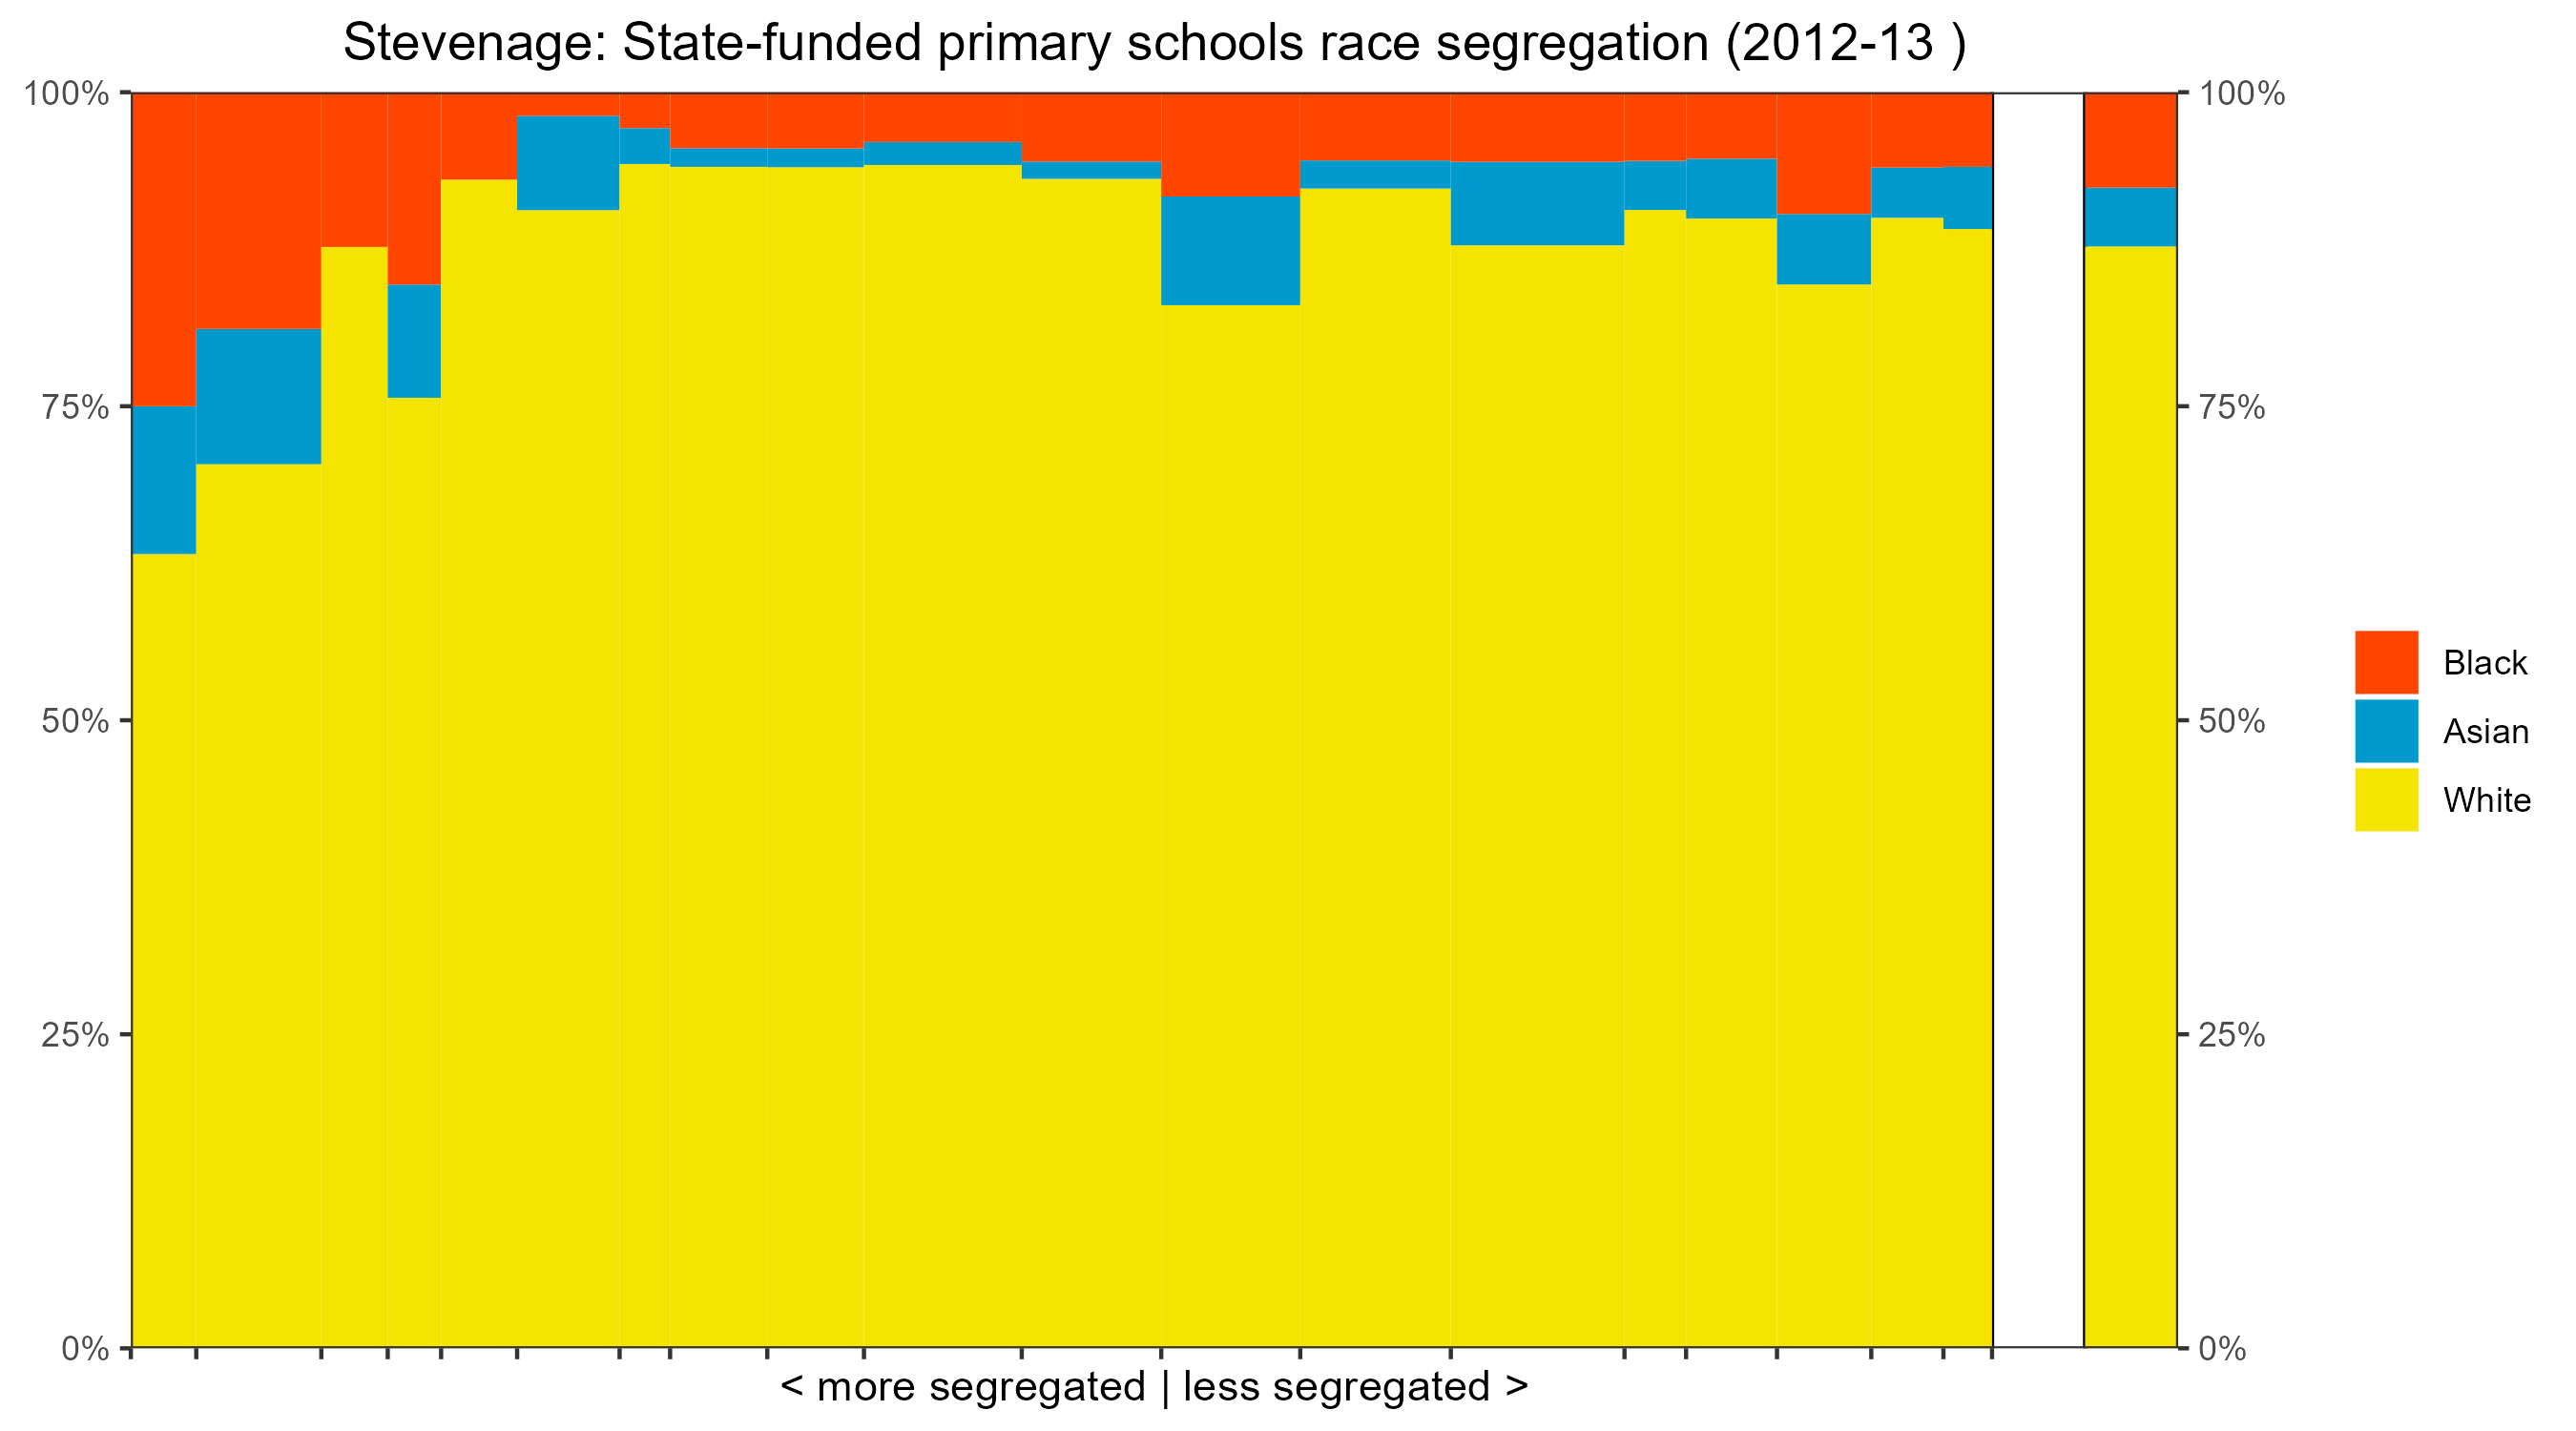 Stevenage: State-funded primary schools race segregation (2012-13 )
100%
75%
50%
25%
0%
100%
75%
50%
25%
0%
Black
Asian
White
< more segregated | less segregated >